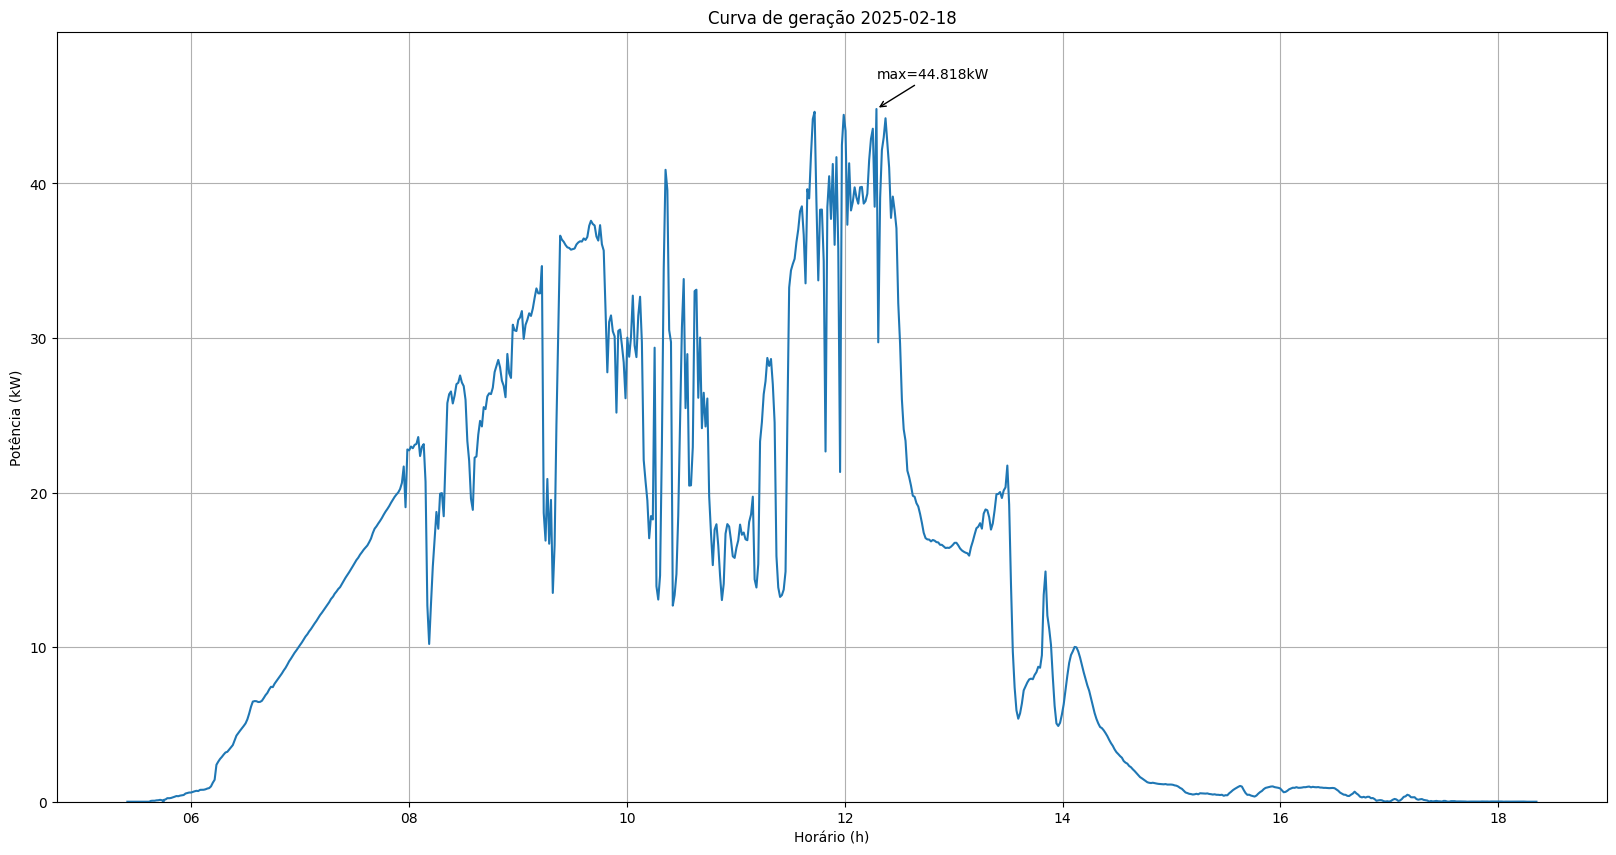 Curva de geração 2025-02-18
max=44.818kW
Potência (kW)
40
30
20
10
0
06 08 10 12 14 16 18
Horário (h)